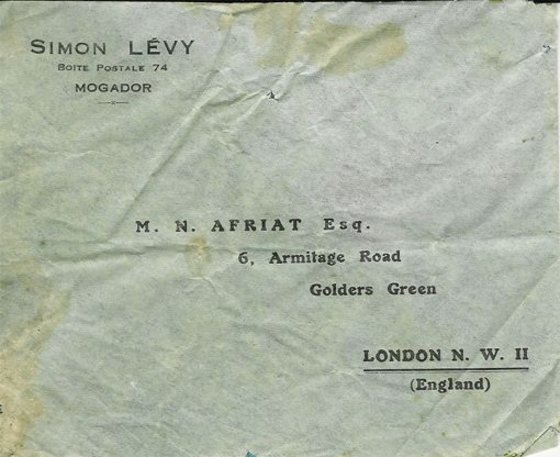 SIMON LÉVY
BOITE POSTALE 74
MOGADOR
M. N. AFRIAT Esq.
6, Armitage Road
Golders Green
LONDON N. W. II
(England)